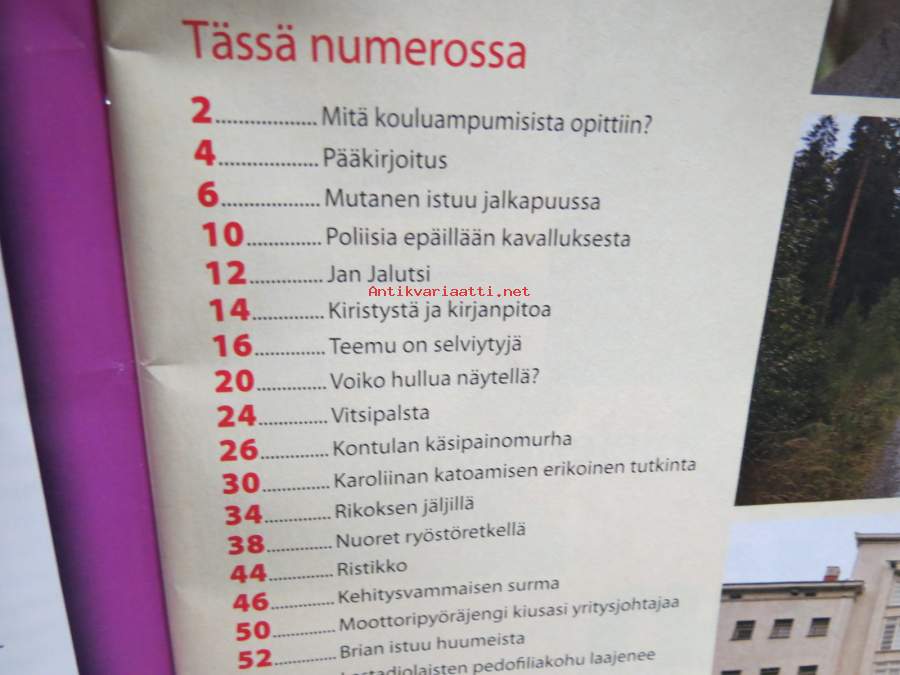 Tässä numerossa
2.................. Mitä kouluampumisista opittiin?
4.................. Pääkirjoitus
6.................. Mutanen istuu jalkapuussa
10.............. Poliisia epäillään kavalluksesta
12.............. Jan Jalutsi
Antikvariaatti.net
14.............. Kiristystä ja kirjanpitoa
16.............. Teemu on selviytyjä
20.............. Voiko hullua näytellä?
24.............. Vitsipalsta
26.............. Kontulan käsipainomurha
30.............. Karoliinan katoamisen erikoinen tutkinta
34.............. Rikoksen jäljillä
38.............. Nuoret ryöstöretkellä
44.............. Ristikko
46.............. Kehitysvammaisen surma
50.............. Moottoripyöräjengi kiusasi yritysjohtajaa
52.............. Brian istuu huumeista
pedofiliakohu laajenee